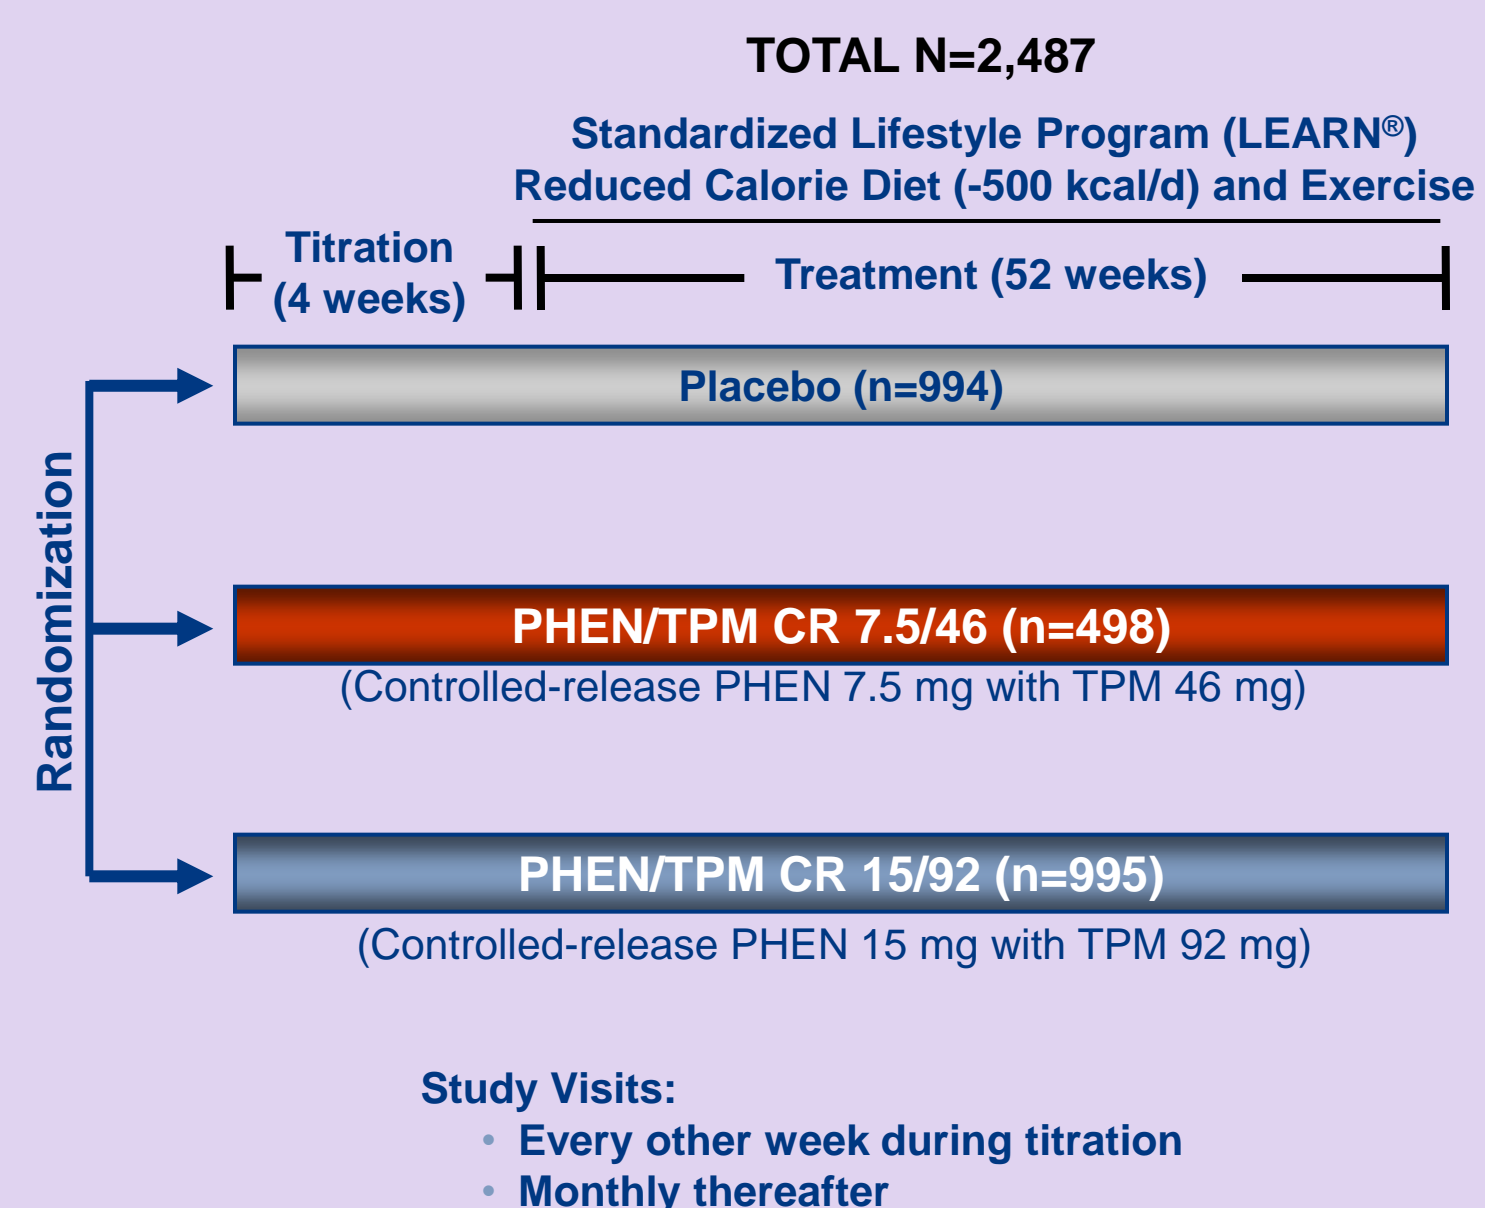 TOTAL N=2,487
Standardized Lifestyle Program (LEARN®)
Reduced Calorie Diet (-500 kcal/d) and Exercise
Titration
(4 weeks)
Treatment (52 weeks)
Randomization
Placebo (n=994)
PHEN/TPM CR 7.5/46 (n=498)
(Controlled-release PHEN 7.5 mg with TPM 46 mg)
PHEN/TPM CR 15/92 (n=995)
(Controlled-release PHEN 15 mg with TPM 92 mg)
Study Visits:
• Every other week during titration
• Monthly thereafter